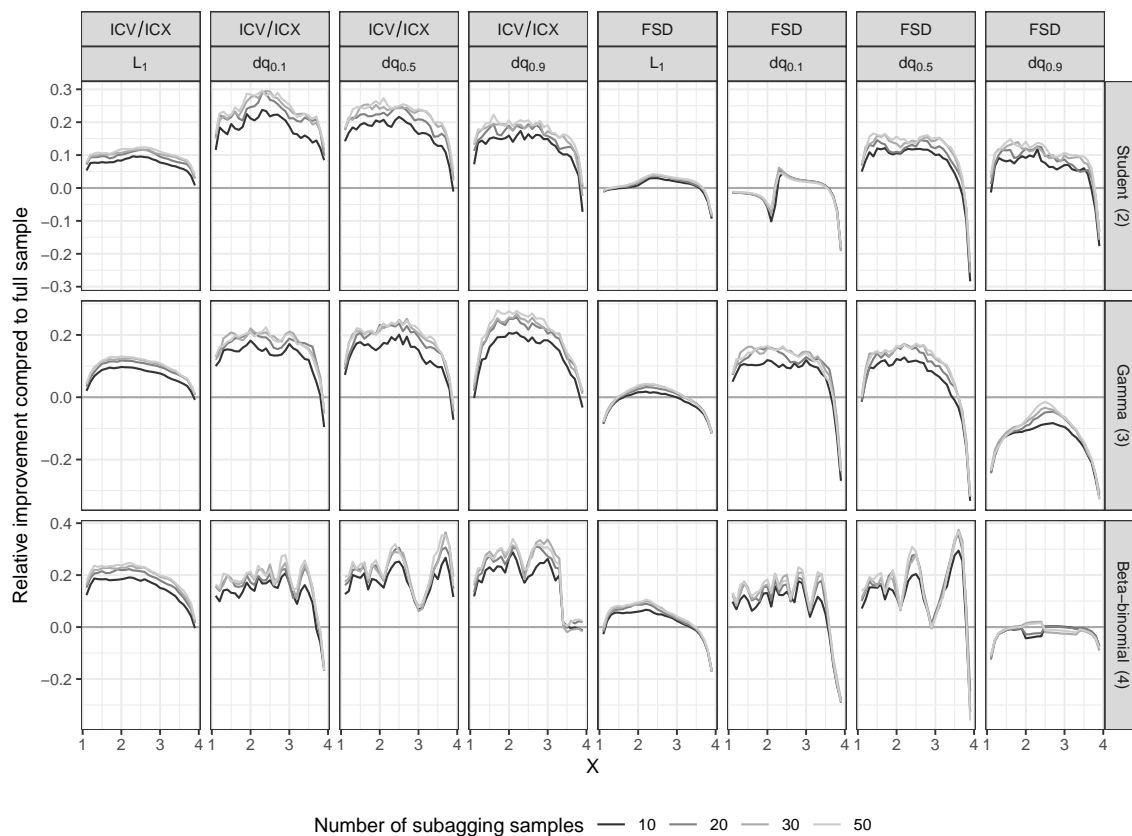 ICV/ICX ICV/ICX ICV/ICX ICV/ICX FSD FSD FSD FSD
L1 dq0.1 dq0.5 dq0.9 L1 dq0.1 dq0.5 dq0.9
0.3
0.2
0.1
0.0
−0.1
−0.2
−0.3
Student (2)
0.2
0.0
−0.2
Gamma (3)
0.4
0.2
0.0
−0.2
Beta−binomial (4)
Relative improvement compored to full sample
1 2 3 4 1 2 3 4 1 2 3 4 1 2 3 4 1 2 3 4 1 2 3 4 1 2 3 4 1 2 3 4
X
Number of subagging samples 10 20 30 50